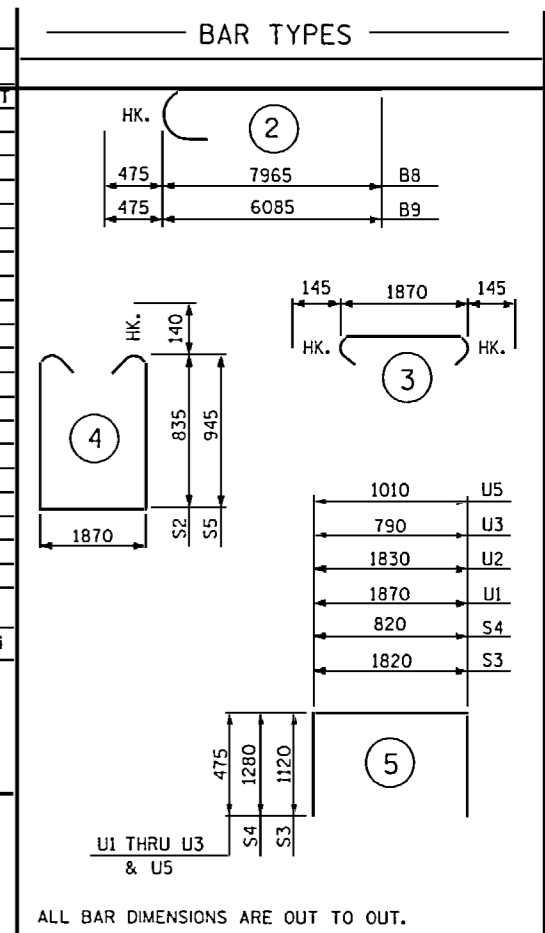 BAR TYPES
HK.
2
475 7965 B8
475 6085 B9
145 1870 145
HK. 3 HK.
HK.
140
4
835
945
S2
S5
1870
1010 U5
790 U3
1830 U2
1870 U1
820 S4
1820 S3
5
475
1280
1120
S4
S3
U1 THRU U3
& U5
ALL BAR DIMENSIONS ARE OUT TO OUT.